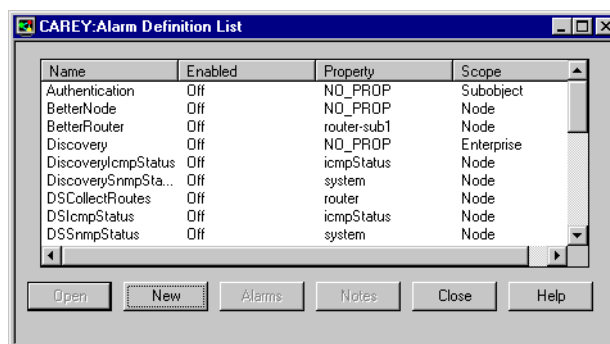 CAREY:Alarm Definition List
Name Enabled Property Scope
Authentication Off NO_PROP Subobject
BetterNode Off NO_PROP Node
BetterRouter Off router-sub1 Node
Discovery Off NO_PROP Enterprise
DiscoveryIcmpStatus Off icmpStatus Node
DiscoverySnmpSta... Off system Node
DSCollectRoutes Off router Node
DSIcmpStatus Off icmpStatus Node
DSSnmpStatus Off system Node
Open New Alarms Notes Close Help